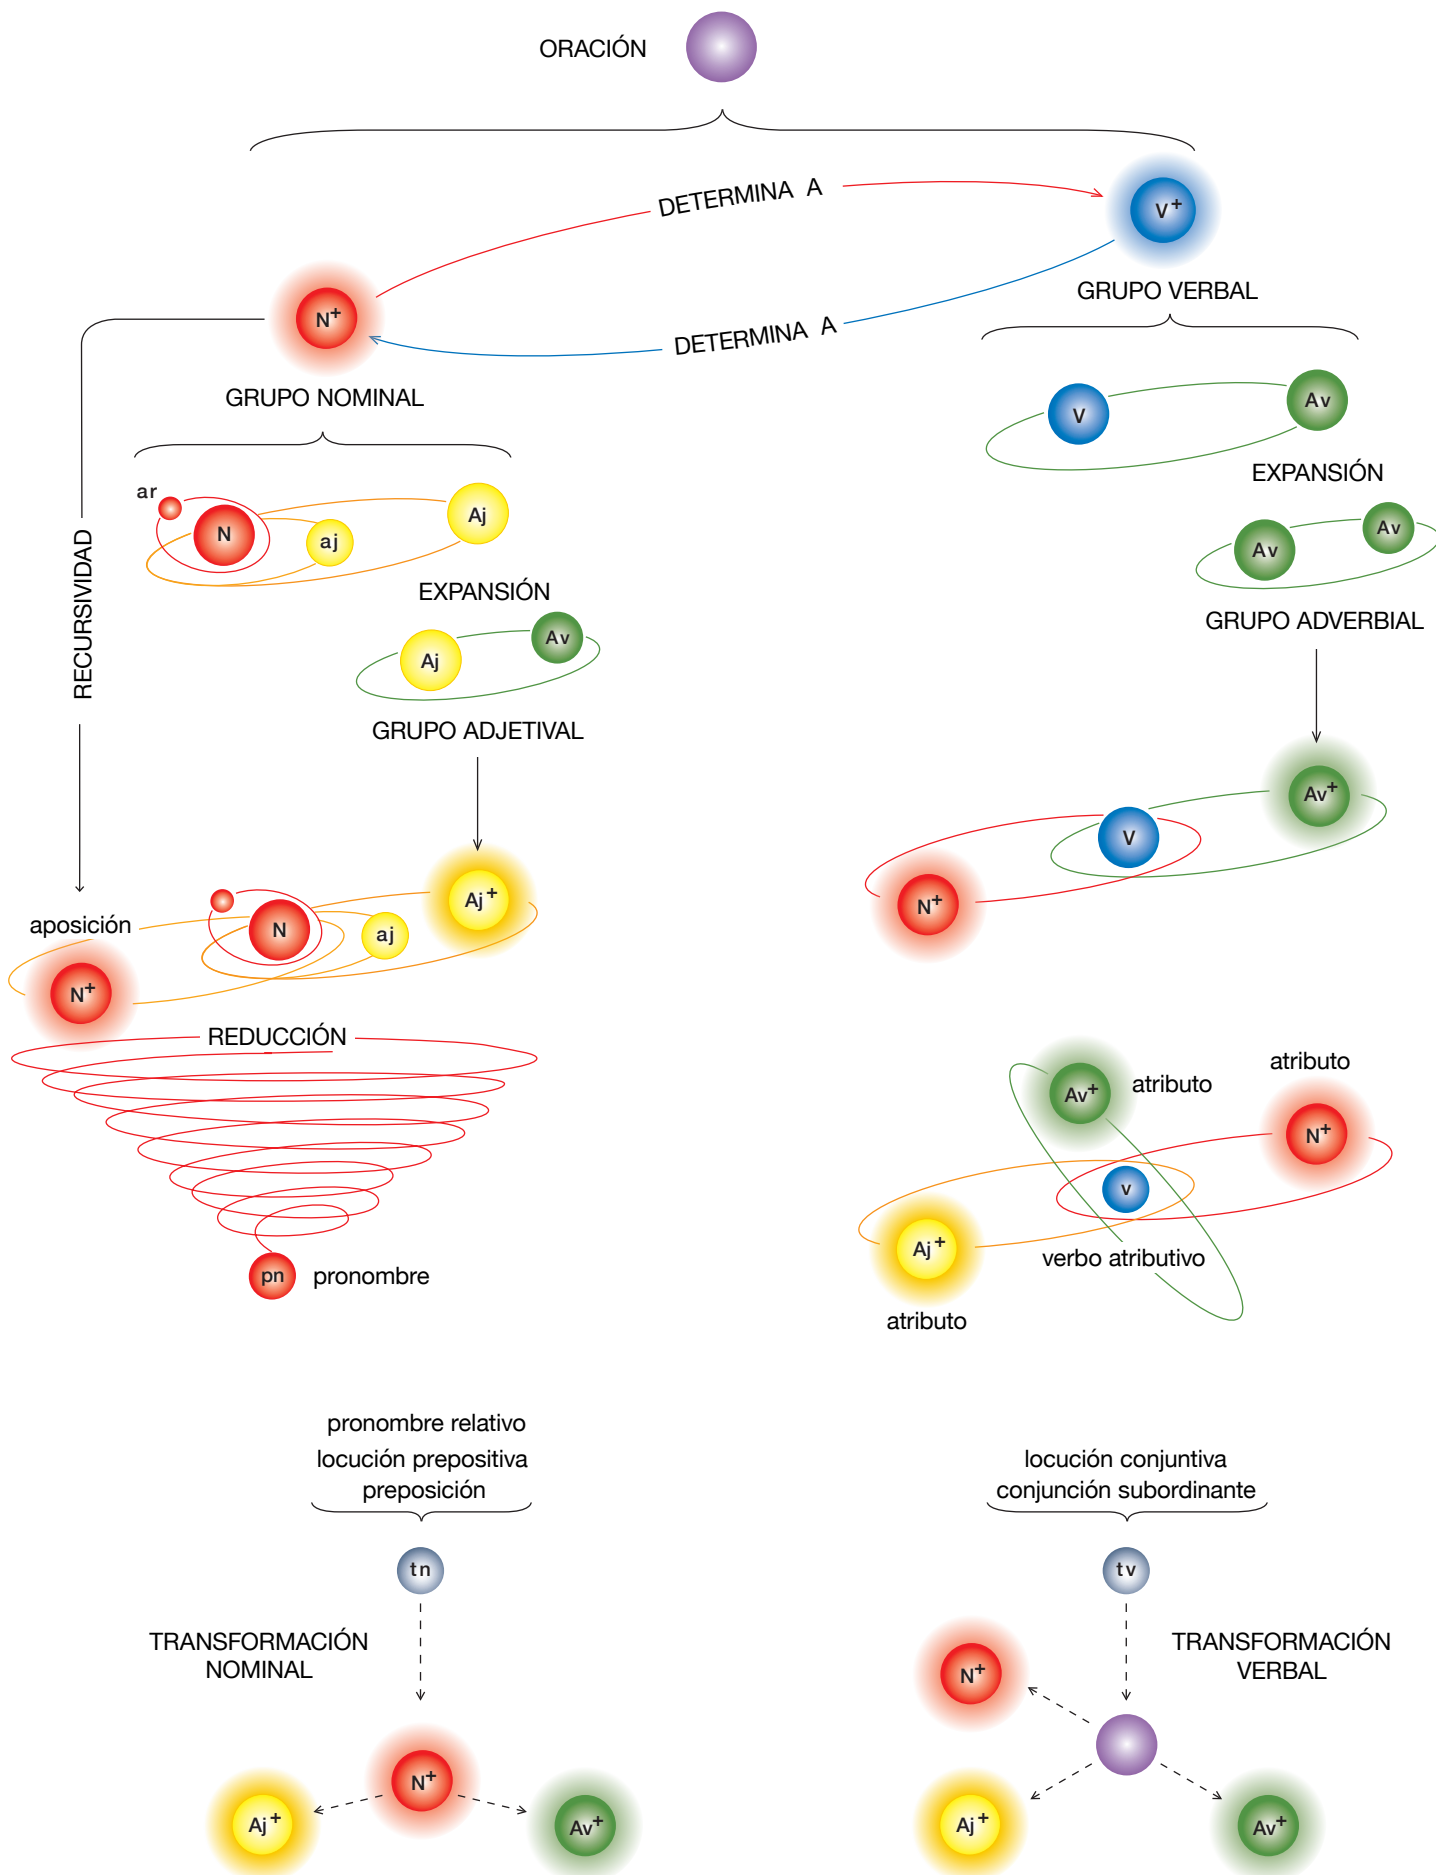 ORACIÓN
DETERMINA A
V+
GRUPO VERBAL
N+
DETERMINA A
GRUPO NOMINAL
V
Av
EXPANSIÓN
ar
N
aj
Aj
Av
Av
RECURSIVIDAD
EXPANSIÓN
Aj
Av
GRUPO ADVERBIAL
GRUPO ADJETIVAL
Av+
V
N+
Aj+
aposición
N
aj
N+
REDUCCIÓN
Av+
atributo
atributo
N+
v
Aj+
verbo atributivo
atributo
pn
pronombre
pronombre relativo
locución prepositiva
preposición
tn
TRANSFORMACIÓN
NOMINAL
N+
Aj+
Av+
locución conjuntiva
conjunción subordinante
tv
TRANSFORMACIÓN
VERBAL
N+
Aj+
Av+